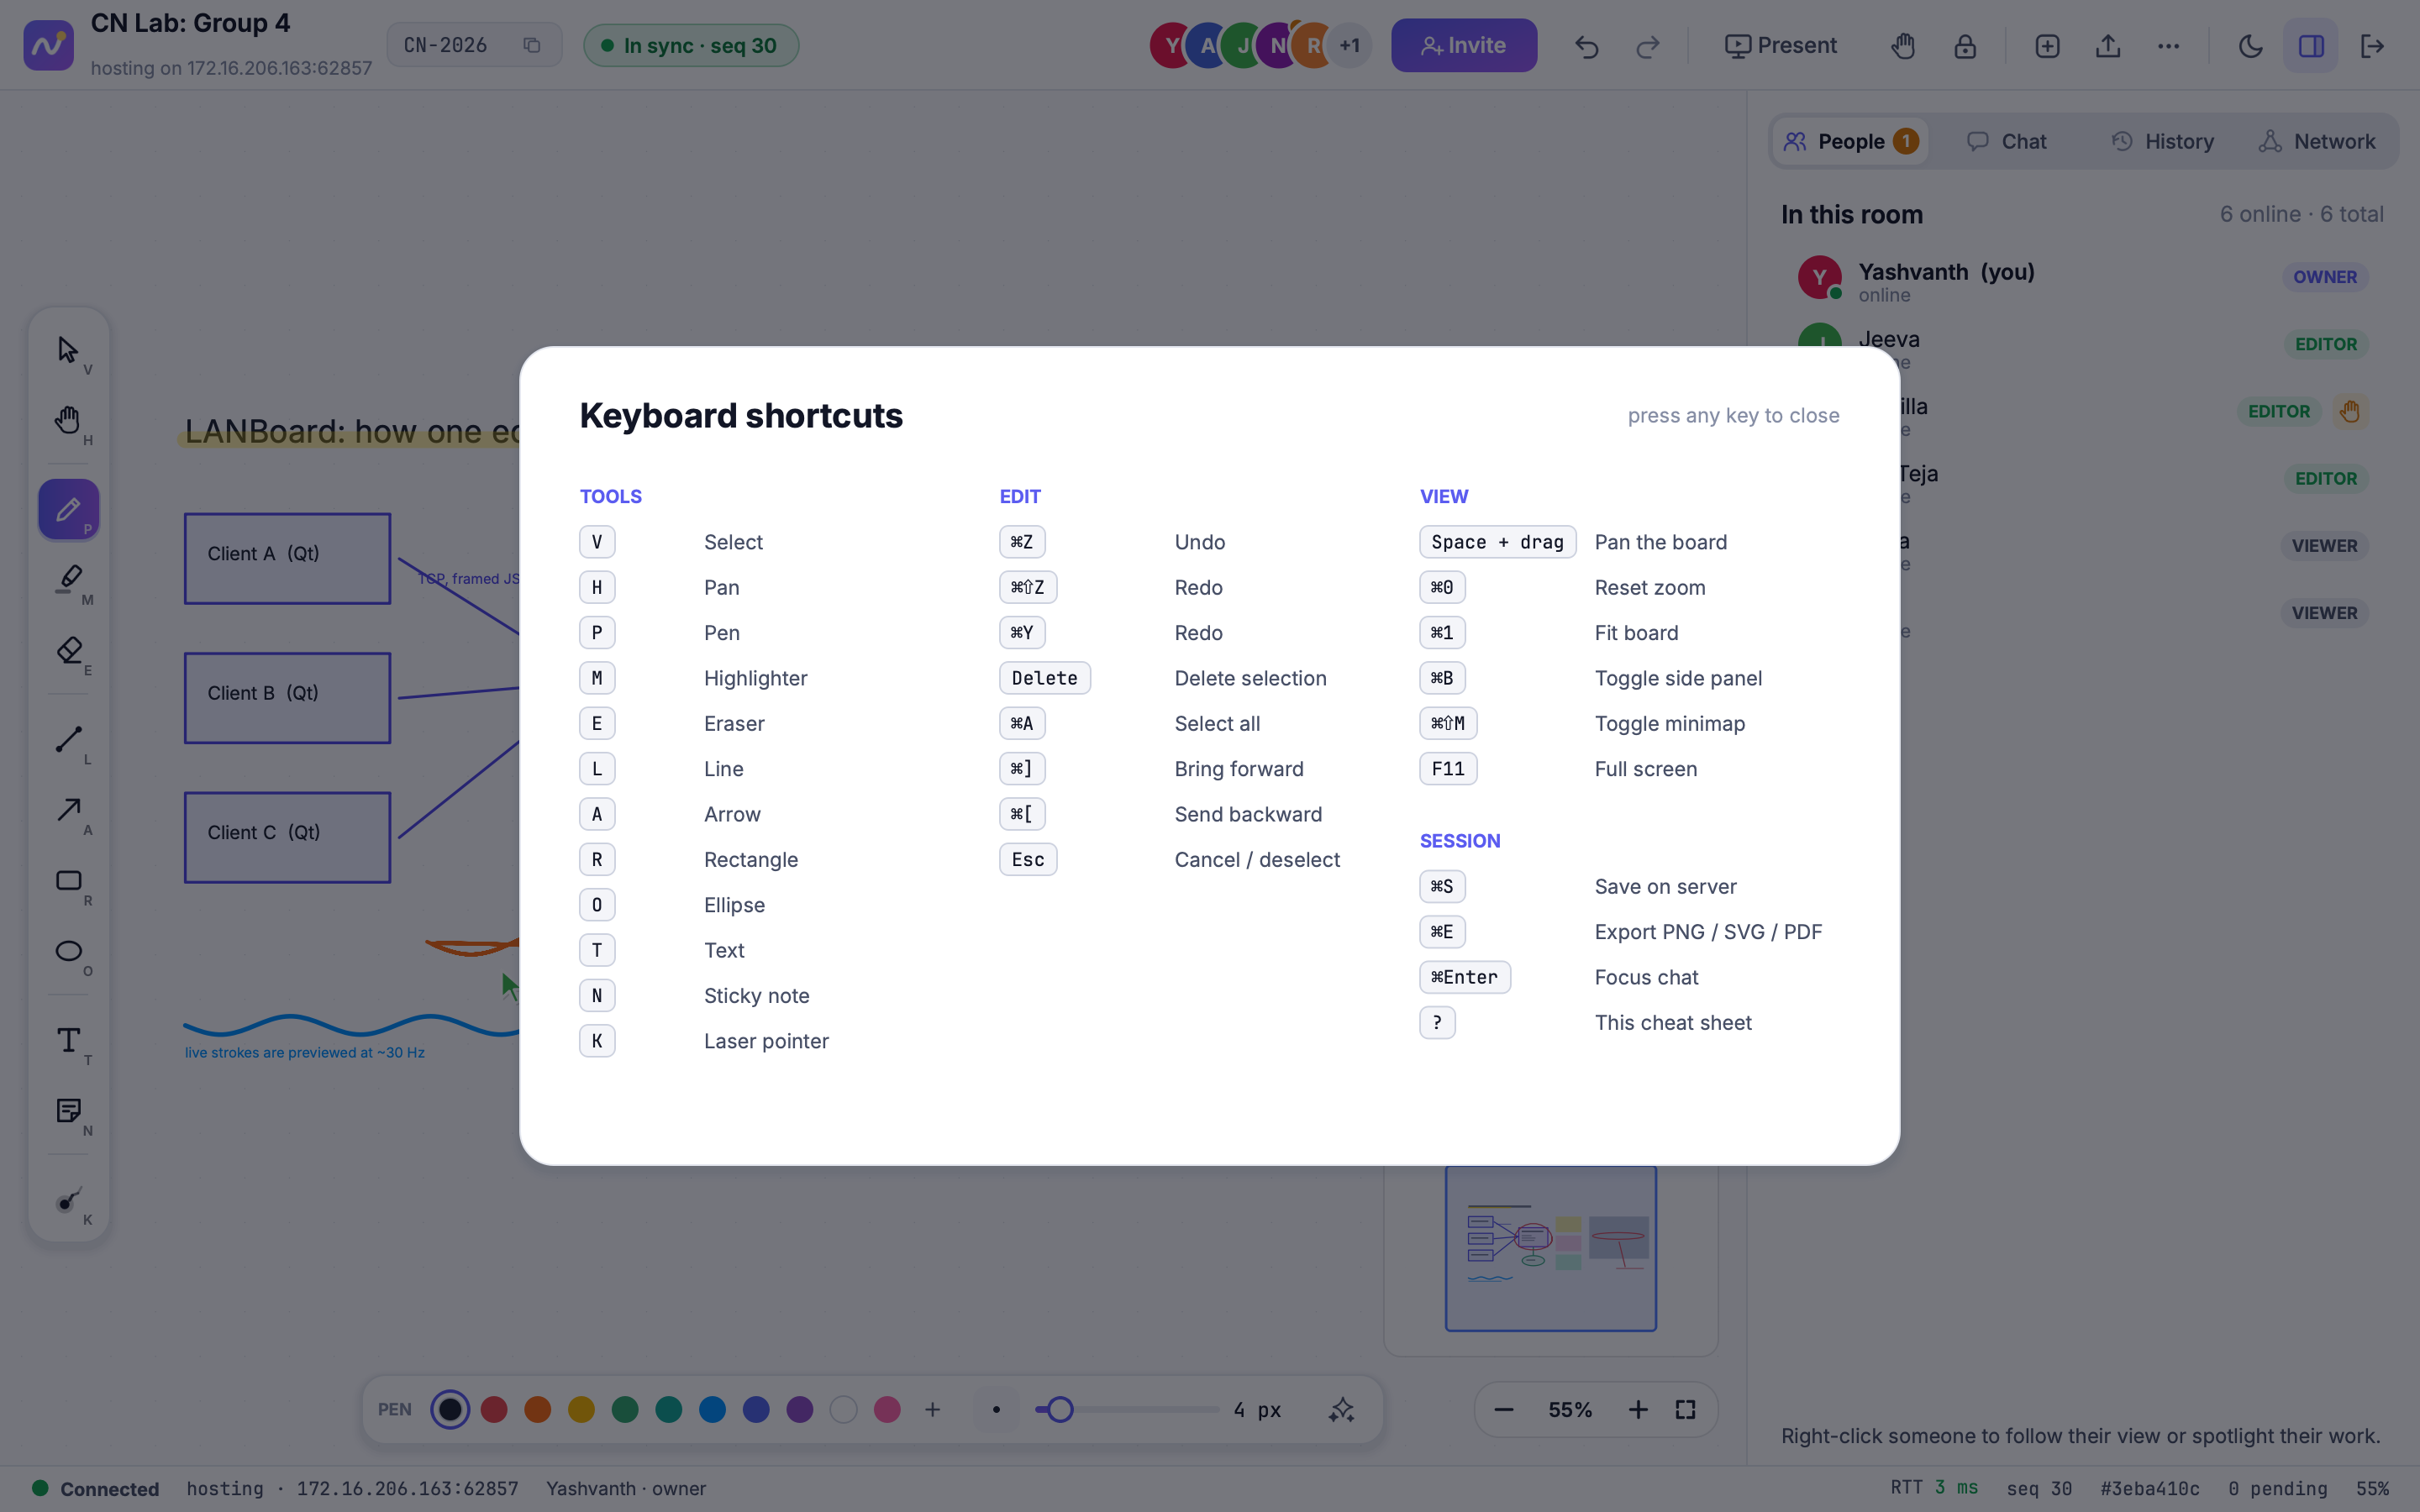 CN Lab: Group 4
hosting on 172.16.206.163:62857
CN-2026
In sync · seq 30
Y A J N R +1
Invite
Present
People 1
Chat
History
Network
In this room
6 online · 6 total
Yashvanth (you)
online
OWNER
Jeeva
EDITOR
EDITOR
Teja
EDITOR
VIEWER
VIEWER
V
H
P
M
E
L
A
R
O
T
N
K
LANBoard: how one
Client A (Qt)
TCP, framed
Client B (Qt)
Client C (Qt)
live strokes are previewed at ~30 Hz
Keyboard shortcuts
press any key to close
TOOLS
V Select
H Pan
P Pen
M Highlighter
E Eraser
L Line
A Arrow
R Rectangle
O Ellipse
T Text
N Sticky note
K Laser pointer
EDIT
⌘Z Undo
⌘⇧Z Redo
⌘Y Redo
Delete Delete selection
⌘A Select all
⌘] Bring forward
⌘[ Send backward
Esc Cancel / deselect
VIEW
Space + drag Pan the board
⌘0 Reset zoom
⌘1 Fit board
⌘B Toggle side panel
⌘⇧M Toggle minimap
F11 Full screen
SESSION
⌘S Save on server
⌘E Export PNG / SVG / PDF
⌘Enter Focus chat
? This cheat sheet
PEN
4 px
55%
Right-click someone to follow their view or spotlight their work.
Connected
hosting · 172.16.206.163:62857
Yashvanth · owner
RTT 3 ms
seq 30
#3eba410c
0 pending
55%